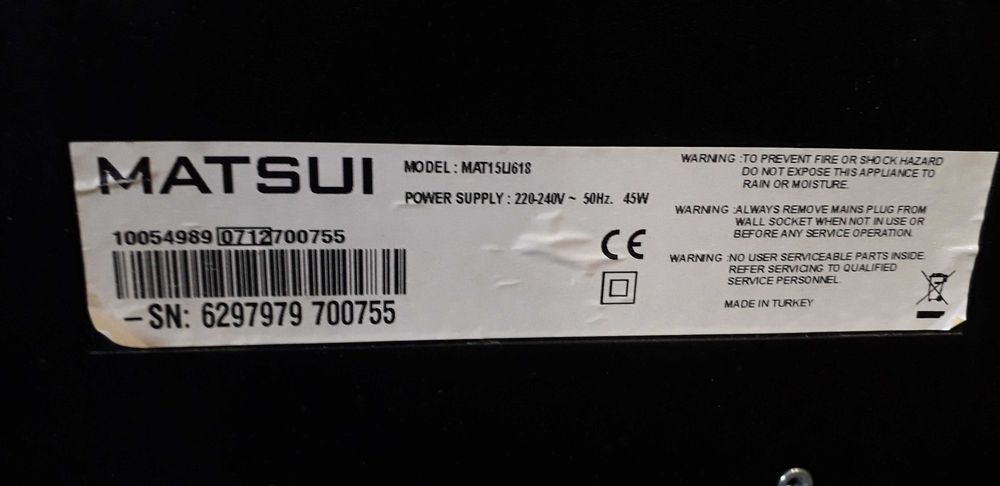 MATSUI
MODEL : MAT15U618
POWER SUPPLY : 220-240V ~ 50Hz. 45W
10054989 0712 700755
SN: 6297979 700755
CE
WARNING :TO PREVENT FIRE OR SHOCK HAZARD
DO NOT EXPOSE THIS APPLIANCE TO
RAIN OR MOISTURE.
WARNING :ALWAYS REMOVE MAINS PLUG FROM
WALL SOCKET WHEN NOT IN USE OR
BEFORE ANY SERVICE OPERATION.
WARNING :NO USER SERVICEABLE PARTS INSIDE.
REFER SERVICING TO QUALIFIED
SERVICE PERSONNEL.
MADE IN TURKEY